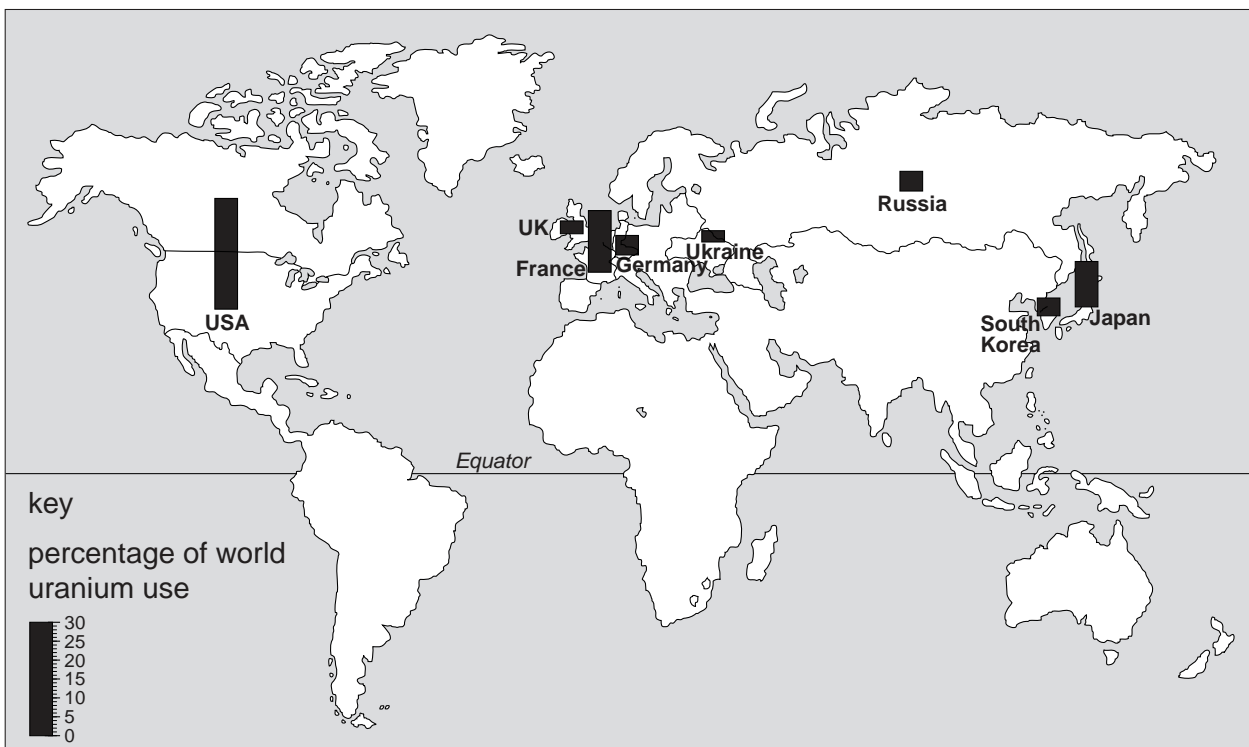 Russia
UK
Ukraine
France
Germany
USA
South
Korea
Japan
Equator
key
percentage of world
uranium use
30
25
20
15
10
5
0